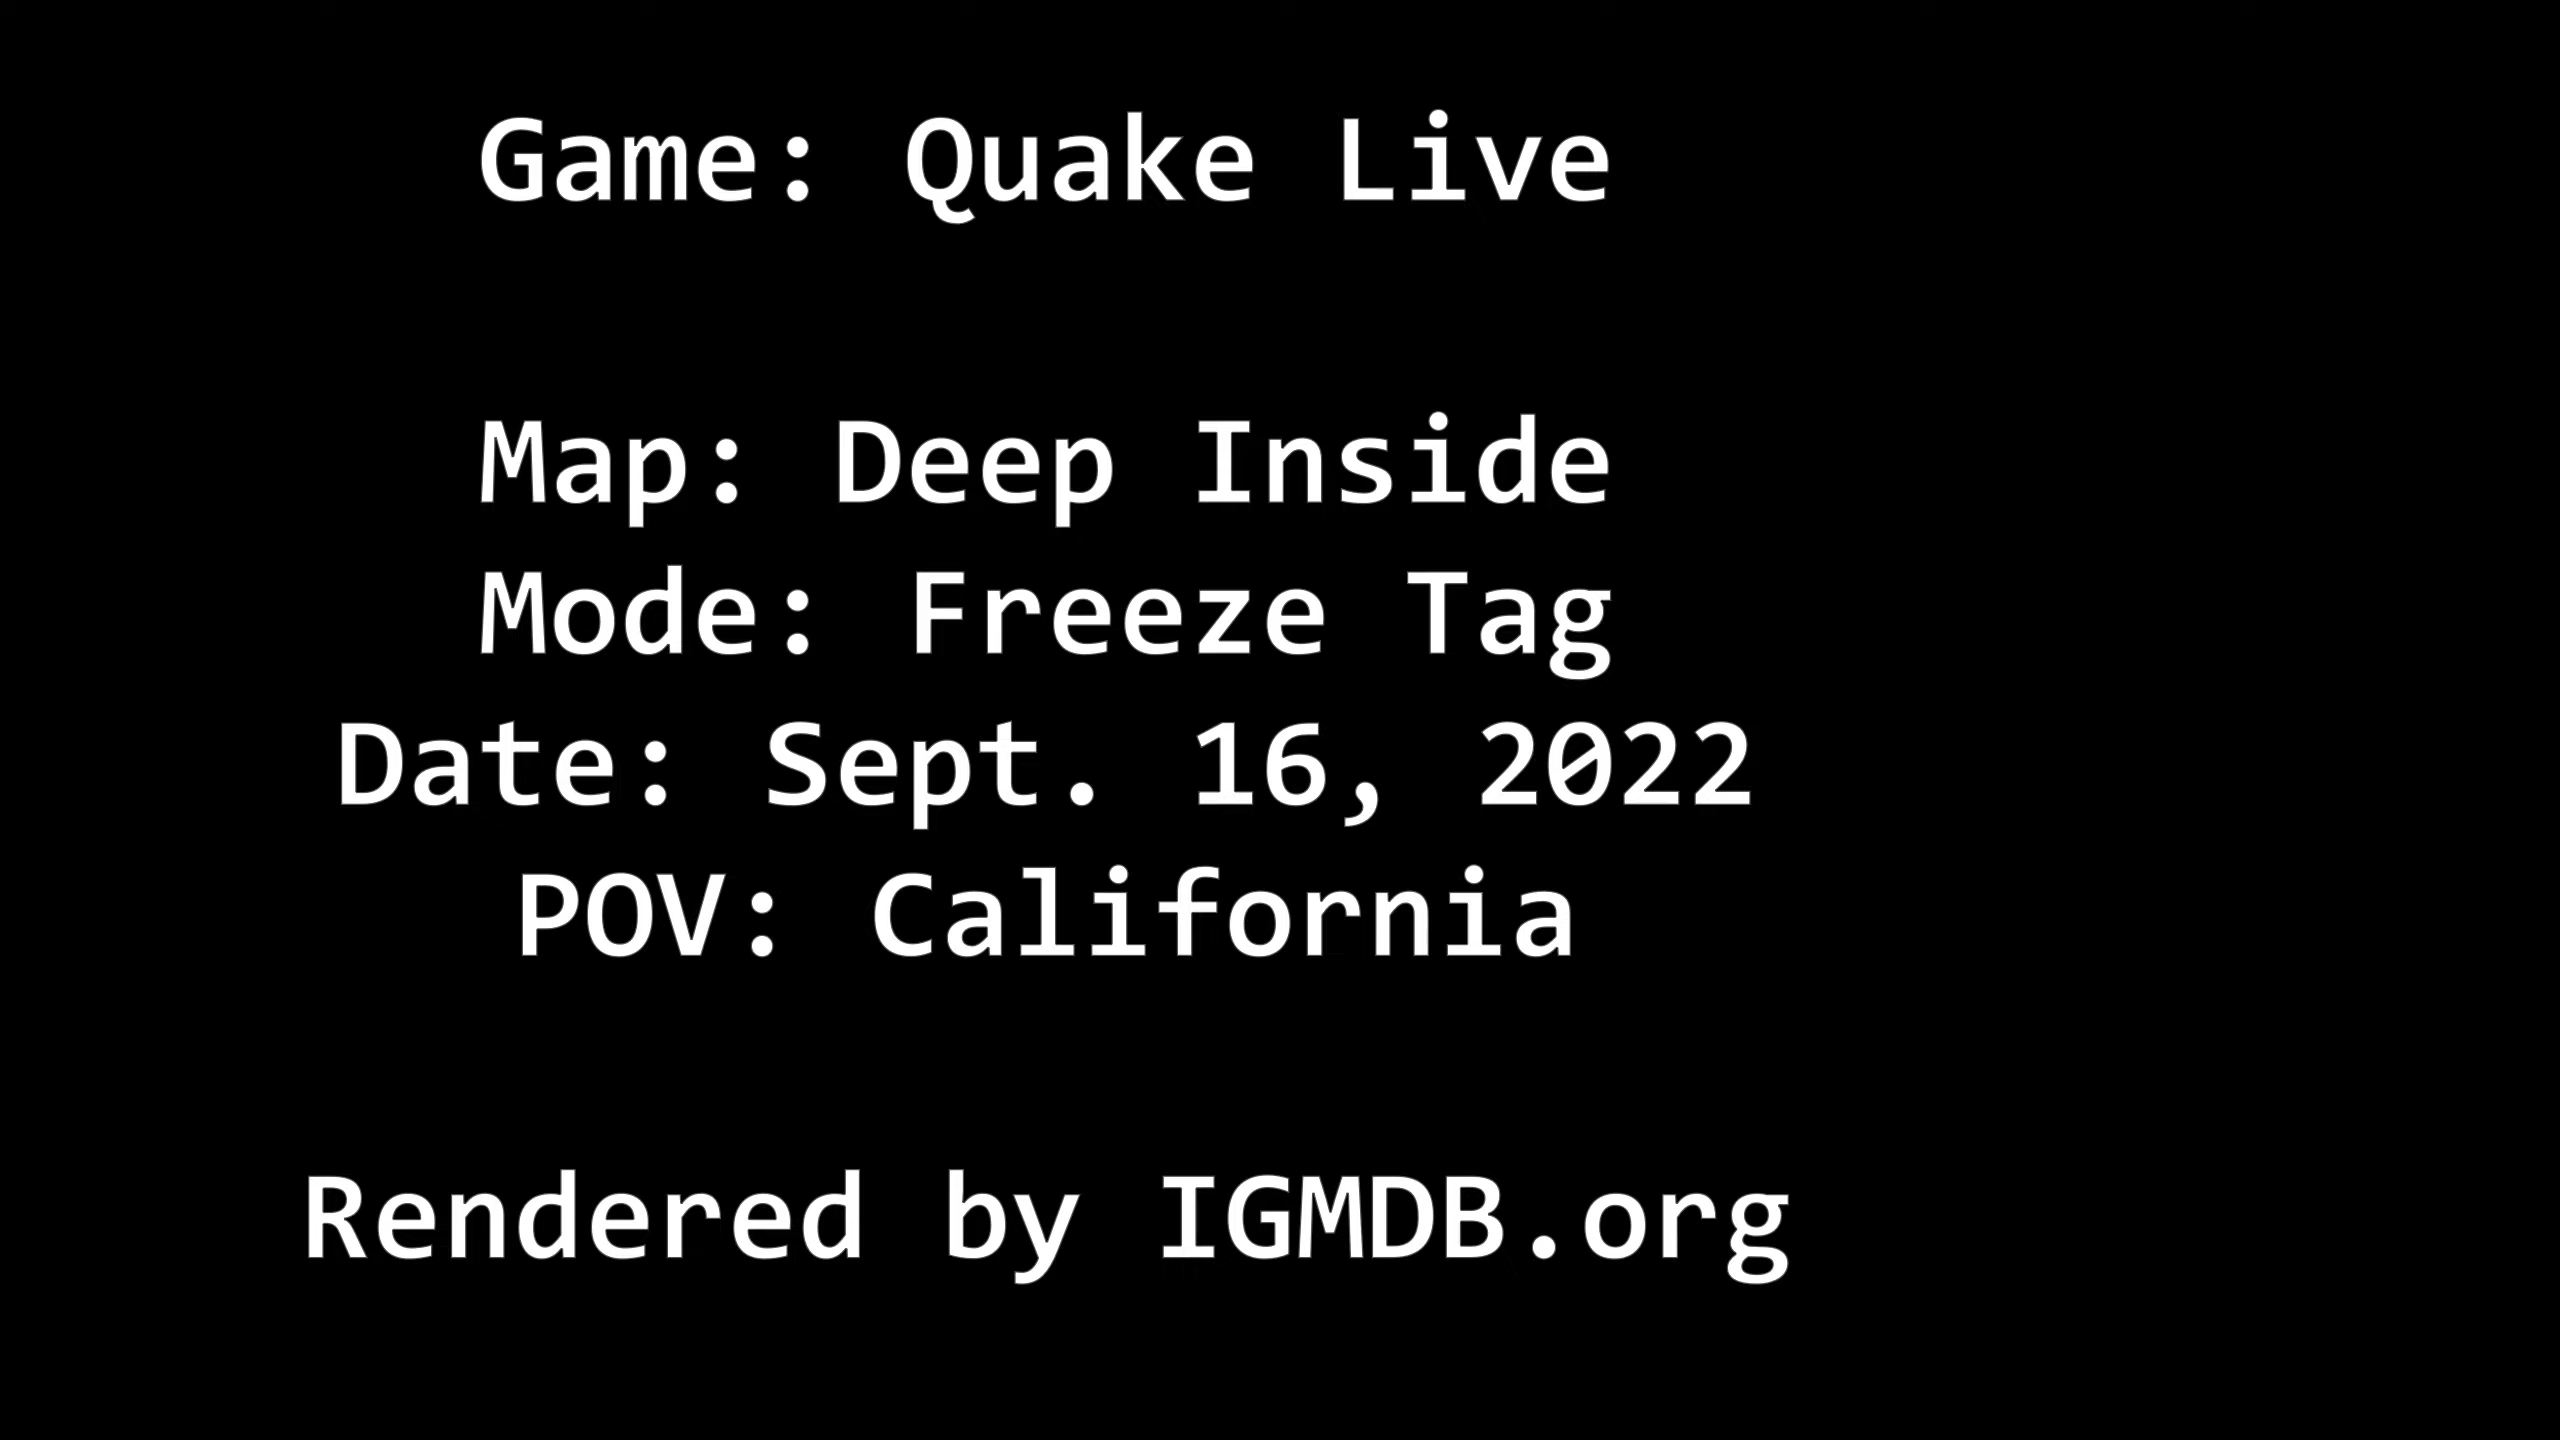 Game: Quake Live
Map: Deep Inside
Mode: Freeze Tag
Date: Sept. 16, 2022
POV: California
Rendered by IGMDB.org